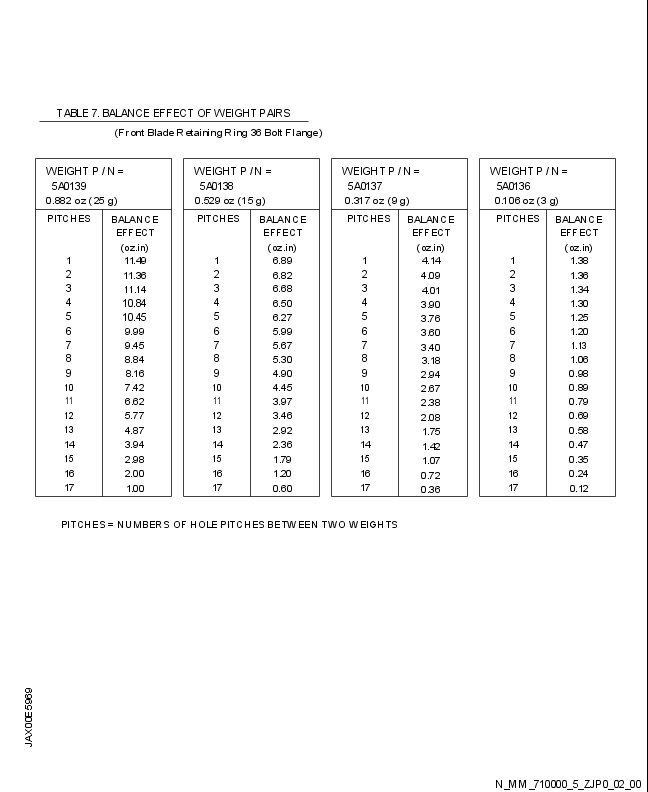 TABLE 7. BALANCE EFFECT OF WEIGHT PAIRS
(Front Blade Retaining Ring 36 Bolt Flange)
WEIGHT P / N =
5A0139
0.882 oz (25 g)
PITCHES BALANCE
EFFECT
(oz.in)
1 11.49
2 11.36
3 11.14
4 10.84
5 10.45
6 9.99
7 9.45
8 8.84
9 8.16
10 7.42
11 6.62
12 5.77
13 4.87
14 3.94
15 2.98
16 2.00
17 1.00
WEIGHT P / N =
5A0138
0.529 oz (15 g)
PITCHES BALANCE
EFFECT
(oz.in)
1 6.89
2 6.82
3 6.68
4 6.50
5 6.27
6 5.99
7 5.67
8 5.30
9 4.90
10 4.45
11 3.97
12 3.46
13 2.92
14 2.36
15 1.79
16 1.20
17 0.60
WEIGHT P / N =
5A0137
0.317 oz (9 g)
PITCHES BALANCE
EFFECT
(oz.in)
1 4.14
2 4.09
3 4.01
4 3.90
5 3.76
6 3.60
7 3.40
8 3.18
9 2.94
10 2.67
11 2.38
12 2.08
13 1.75
14 1.42
15 1.07
16 0.72
17 0.36
WEIGHT P / N =
5A0136
0.106 oz (3 g)
PITCHES BALANCE
EFFECT
(oz.in)
1 1.38
2 1.36
3 1.34
4 1.30
5 1.25
6 1.20
7 1.13
8 1.06
9 0.98
10 0.89
11 0.79
12 0.69
13 0.58
14 0.47
15 0.35
16 0.24
17 0.12
PITCHES = NUMBERS OF HOLE PITCHES BETWEEN TWO WEIGHTS
JAX00E5969
N_MM_710000_5_ZJP0_02_00